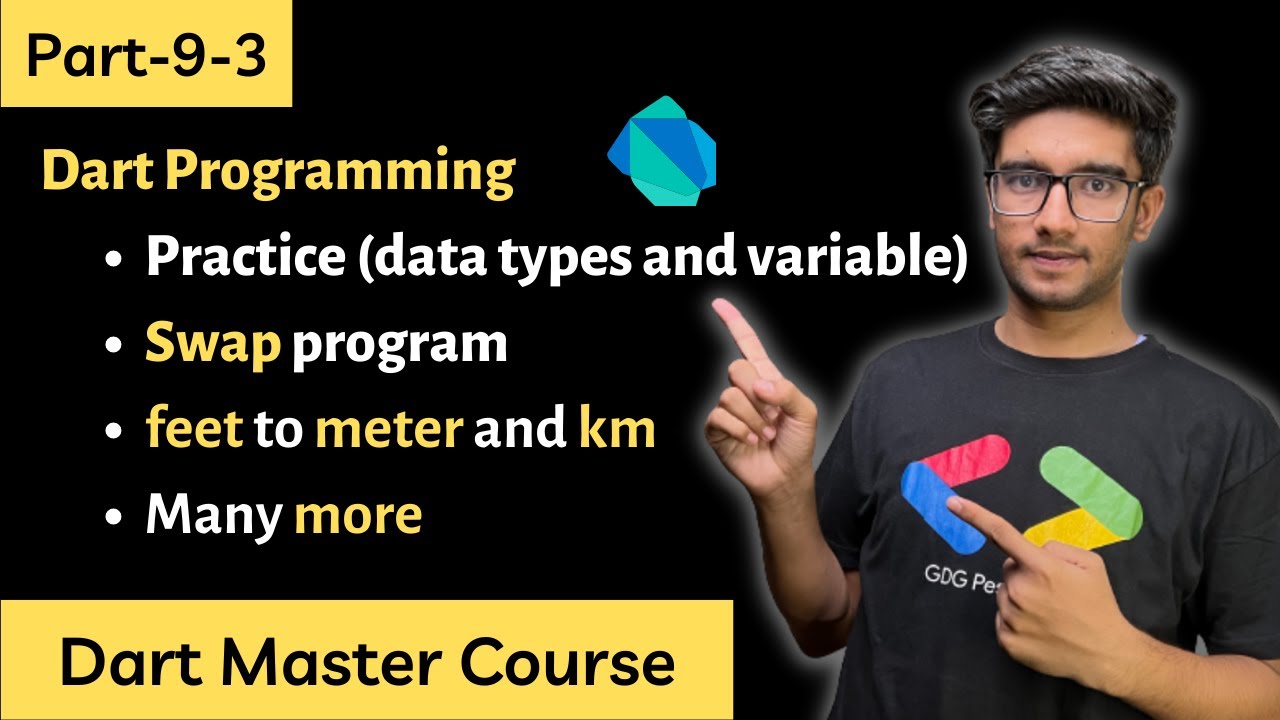 Part-9-3
Dart Programming
• Practice (data types and variable)
• Swap program
• feet to meter and km
• Many more
GDG
Dart Master Course